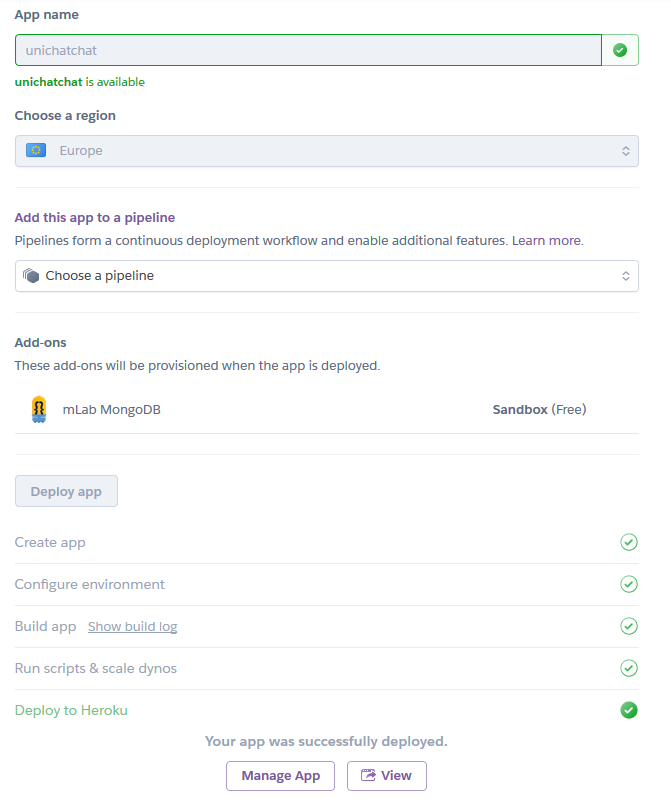 App name
unichatchat
unichatchat is available
Choose a region
Europe
Add this app to a pipeline
Pipelines form a continuous deployment workflow and enable additional features. Learn more.
Choose a pipeline
Add-ons
These add-ons will be provisioned when the app is deployed.
mLab MongoDB Sandbox (Free)
Deploy app
Create app
Configure environment
Build app Show build log
Run scripts & scale dynos
Deploy to Heroku
Your app was successfully deployed.
Manage App View